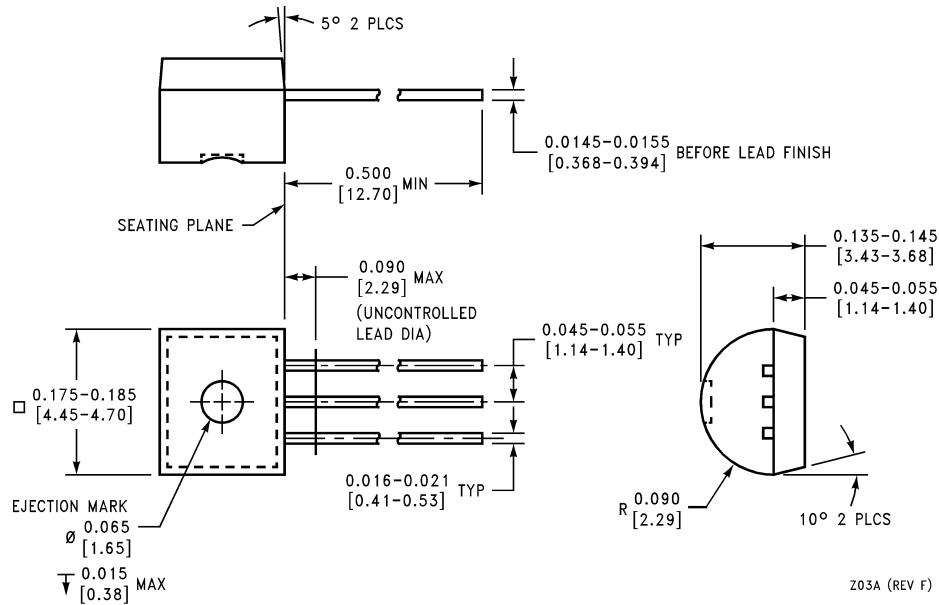 5° 2 PLCS
0.0145-0.0155
[0.368-0.394]
BEFORE LEAD FINISH
0.500
[12.70]
MIN
SEATING PLANE
0.135-0.145
[3.43-3.68]
0.090
[2.29]
MAX
(UNCONTROLLED
LEAD DIA)
0.045-0.055
[1.14-1.40]
0.045-0.055
[1.14-1.40]
TYP
□ 0.175-0.185
[4.45-4.70]
0.016-0.021
[0.41-0.53]
TYP
R 0.090
[2.29]
10° 2 PLCS
EJECTION MARK
Ø 0.065
[1.65]
0.015
[0.38]
MAX
Z03A (REV F)